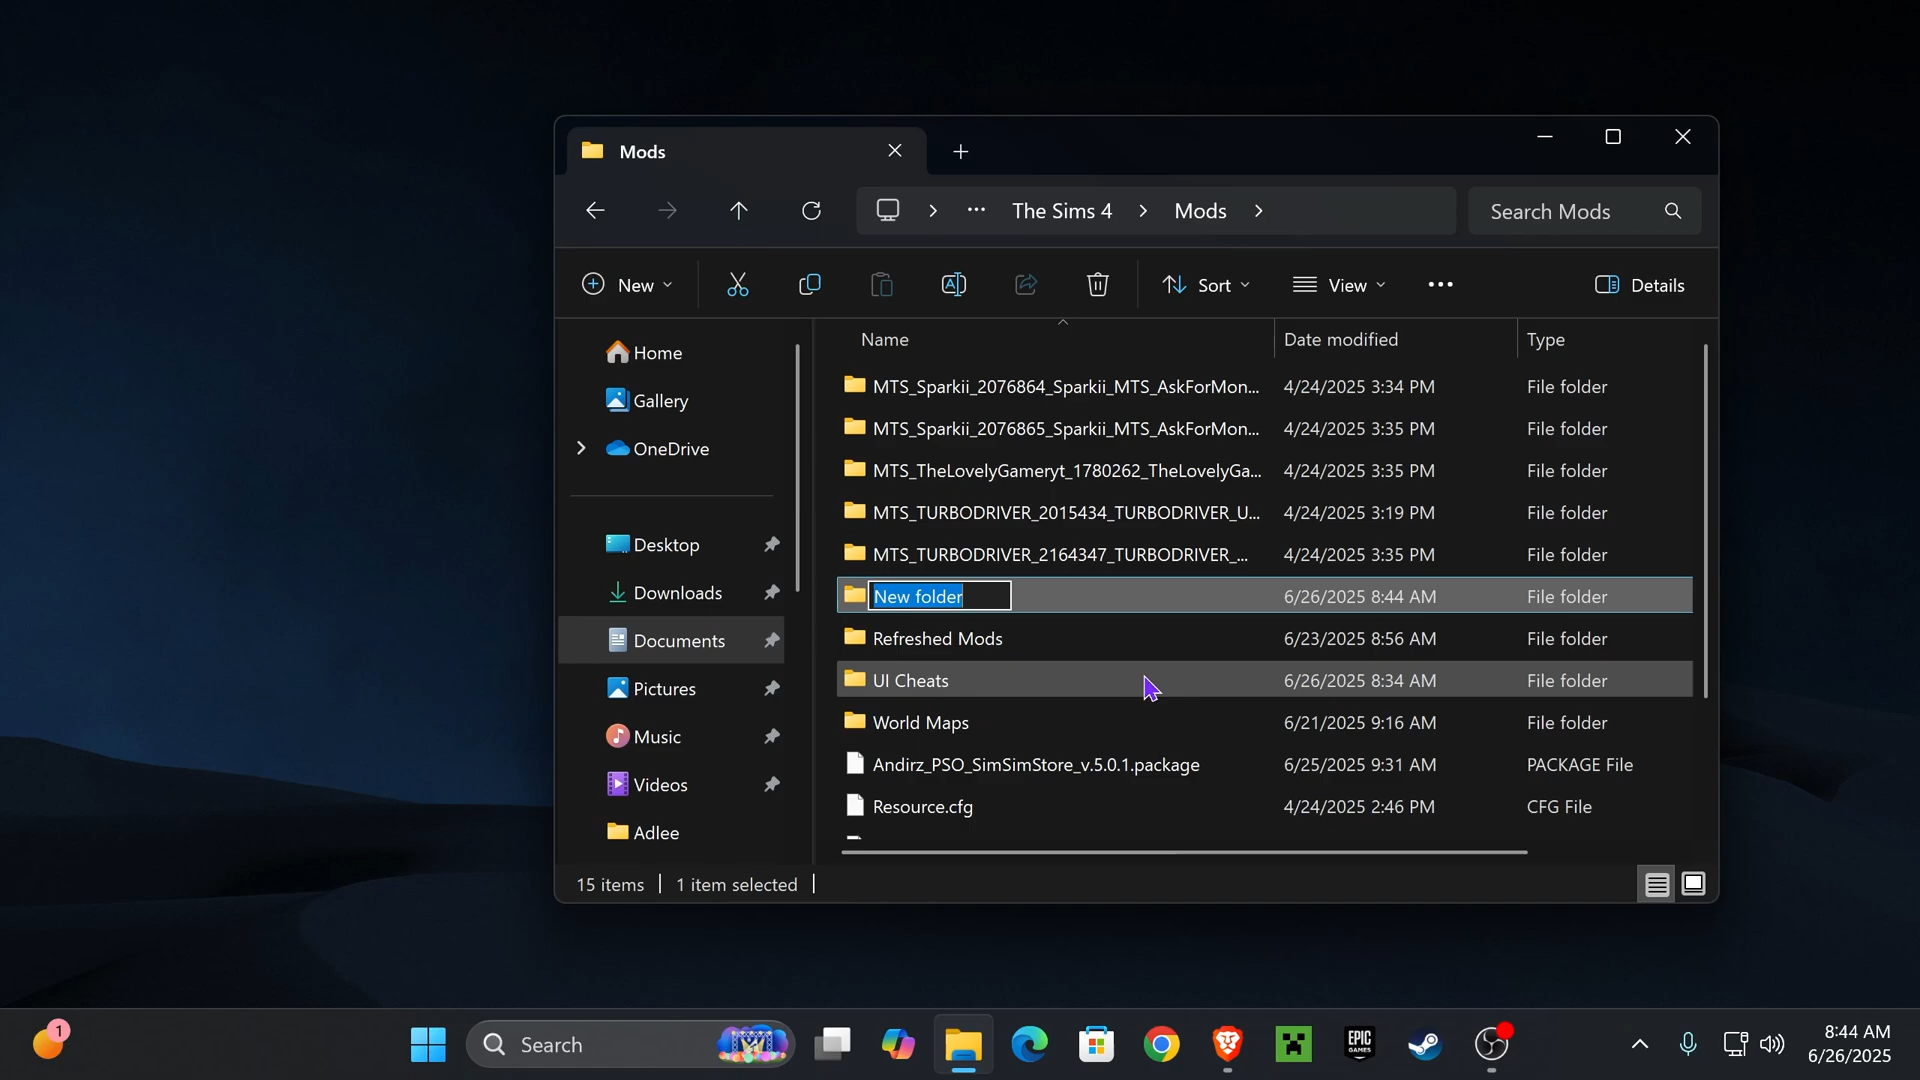 Mods
The Sims 4 Mods
Search Mods
New Sort View Details
Name Date modified Type
Home
Gallery
OneDrive
Desktop
Downloads
Documents
Pictures
Music
Videos
Adlee
MTS_Sparkii_2076864_Sparkii_MTS_AskForMon... 4/24/2025 3:34 PM File folder
MTS_Sparkii_2076865_Sparkii_MTS_AskForMon... 4/24/2025 3:35 PM File folder
MTS_TheLovelyGameryt_1780262_TheLovelyGa... 4/24/2025 3:35 PM File folder
MTS_TURBODRIVER_2015434_TURBODRIVER_U... 4/24/2025 3:19 PM File folder
MTS_TURBODRIVER_2164347_TURBODRIVER_... 4/24/2025 3:35 PM File folder
New folder 6/26/2025 8:44 AM File folder
Refreshed Mods 6/23/2025 8:56 AM File folder
UI Cheats 6/26/2025 8:34 AM File folder
World Maps 6/21/2025 9:16 AM File folder
Andirz_PSO_SimSimStore_v.5.0.1.package 6/25/2025 9:31 AM PACKAGE File
Resource.cfg 4/24/2025 2:46 PM CFG File
15 items 1 item selected
1
Search
EPIC
GAMES
8:44 AM
6/26/2025